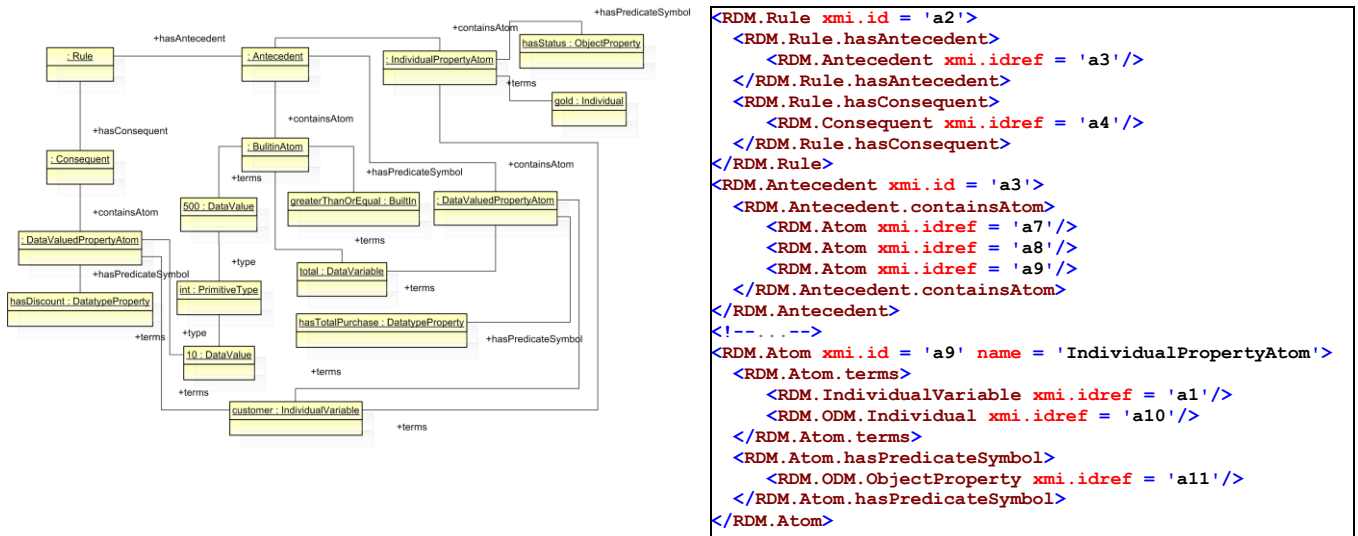 +hasPredicateSymbol
+hasAntecedent
+containsAtom
: Rule
: Antecedent
: IndividualPropertyAtom
hasStatus : ObjectProperty
+terms
gold : Individual
+containsAtom
+hasConsequent
: Consequent
: BulitinAtom
+containsAtom
+hasPredicateSymbol
+terms
500 : DataValue
greaterThanOrEqual : BuiltIn
: DataValuedPropertyAtom
+containsAtom
: DataValuedPropertyAtom
+terms
+type
total : DataVariable
+hasPredicateSymbol
int : PrimitiveType
+terms
hasDiscount : DatatypeProperty
hasTotalPurchase : DatatypeProperty
+terms
+type
+hasPredicateSymbol
10 : DataValue
+terms
+terms
customer : IndividualVariable
+terms
<RDM.Rule xmi.id = 'a2'>
<RDM.Rule.hasAntecedent>
<RDM.Antecedent xmi.idref = 'a3'/>
</RDM.Rule.hasAntecedent>
<RDM.Rule.hasConsequent>
<RDM.Consequent xmi.idref = 'a4'/>
</RDM.Rule.hasConsequent>
</RDM.Rule>
<RDM.Antecedent xmi.id = 'a3'>
<RDM.Antecedent.containsAtom>
<RDM.Atom xmi.idref = 'a7'/>
<RDM.Atom xmi.idref = 'a8'/>
<RDM.Atom xmi.idref = 'a9'/>
</RDM.Antecedent.containsAtom>
</RDM.Antecedent>
<!--...-->
<RDM.Atom xmi.id = 'a9' name = 'IndividualPropertyAtom'>
<RDM.Atom.terms>
<RDM.IndividualVariable xmi.idref = 'a1'/>
<RDM.ODM.Individual xmi.idref = 'a10'/>
</RDM.Atom.terms>
<RDM.Atom.hasPredicateSymbol>
<RDM.ODM.ObjectProperty xmi.idref = 'a11'/>
</RDM.Atom.hasPredicateSymbol>
</RDM.Atom>